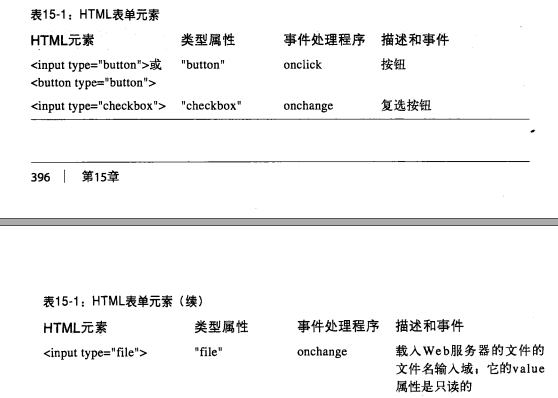 表15-1：HTML表单元素
HTML元素 类型属性 事件处理程序 描述和事件
<input type="button">或 "button" onclick 按钮
<button type="button">
<input type="checkbox"> "checkbox" onchange 复选按钮
396 | 第15章
表15-1：HTML表单元素（续）
HTML元素 类型属性 事件处理程序 描述和事件
<input type="file"> "file" onchange 载入Web服务器的文件的
文件名输入域；它的value
属性是只读的